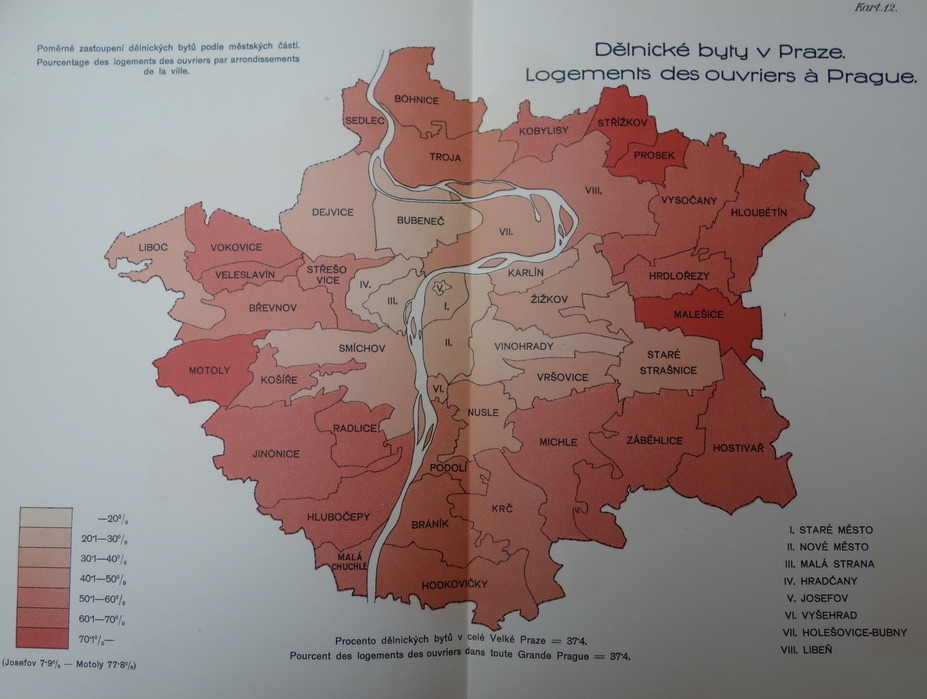 Kart. 12.
Poměrné zastoupení dělnických bytů podle městských částí.
Pourcentage des logements des ouvriers par arrondissements
de la ville.
Dělnické byty v Praze.
Logements des ouvriers à Prague.
BOHNICE
SEDLEC
TROJA
KOBYLISY
STŘÍŽKOV
PROSEK
VIII.
VYSOČANY
HLOUBĚTÍN
DEJVICE
BUBENEČ
VII.
LIBOC
VOKOVICE
VELESLAVÍN
STŘEŠO
VICE
KARLÍN
HRDLOŘEZY
IV.
III.
V.
I.
ŽIŽKOV
BŘEVNOV
MALEŠICE
SMÍCHOV
II.
VINOHRADY
STARÉ
STRAŠNICE
MOTOLY
KOŠÍŘE
VI.
VRŠOVICE
NUSLE
RADLICE
MICHLE
ZÁBĚHLICE
HOSTIVAŘ
JINONICE
PODOLÍ
KRČ
HLUBOČEPY
BRÁNÍK
MALÁ
CHUCHLE
HODKOVIČKY
—20%
20·1—30%
30·1—40%
40·1—50%
50·1—60%
60·1—70%
70·1%—
(Josefov 7·9% — Motoly 77·8%)
I. STARÉ MĚSTO
II. NOVÉ MĚSTO
III. MALÁ STRANA
IV. HRADČANY
V. JOSEFOV
VI. VYŠEHRAD
VII. HOLEŠOVICE-BUBNY
VIII. LIBEŇ
Procento dělnických bytů v celé Velké Praze = 37·4.
Pourcent des logements des ouvriers dans toute Grande Prague = 37·4.